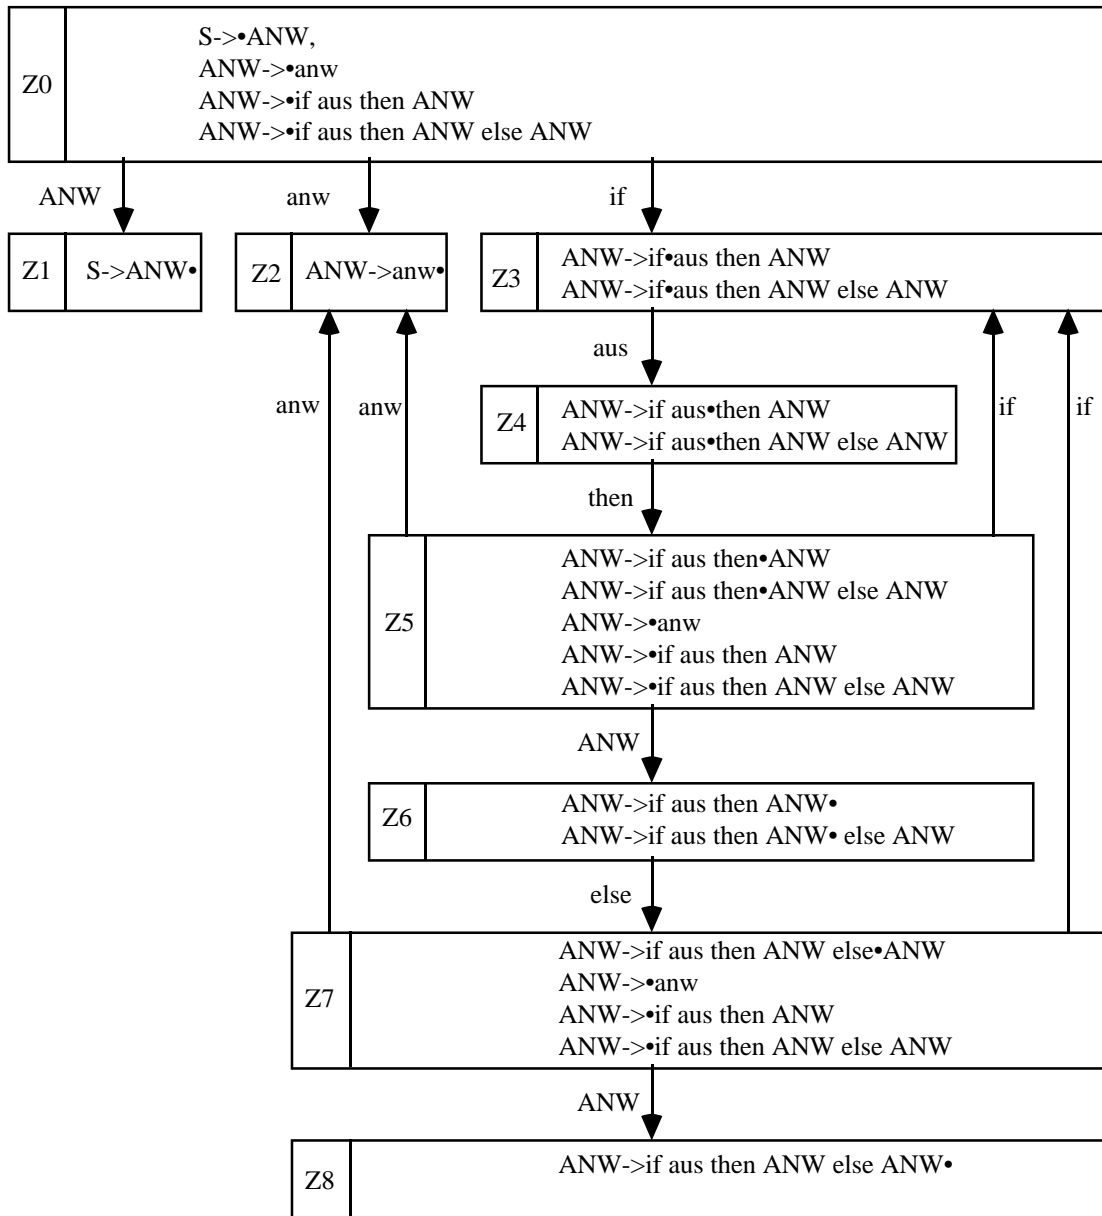 Z0
S->•ANW,
ANW->•anw
ANW->•if aus then ANW
ANW->•if aus then ANW else ANW
ANW
anw
if
Z1
S->ANW•
Z2
ANW->anw•
Z3
ANW->if•aus then ANW
ANW->if•aus then ANW else ANW
aus
anw
anw
if
if
Z4
ANW->if aus•then ANW
ANW->if aus•then ANW else ANW
then
Z5
ANW->if aus then•ANW
ANW->if aus then•ANW else ANW
ANW->•anw
ANW->•if aus then ANW
ANW->•if aus then ANW else ANW
ANW
Z6
ANW->if aus then ANW•
ANW->if aus then ANW• else ANW
else
Z7
ANW->if aus then ANW else•ANW
ANW->•anw
ANW->•if aus then ANW
ANW->•if aus then ANW else ANW
ANW
Z8
ANW->if aus then ANW else ANW•